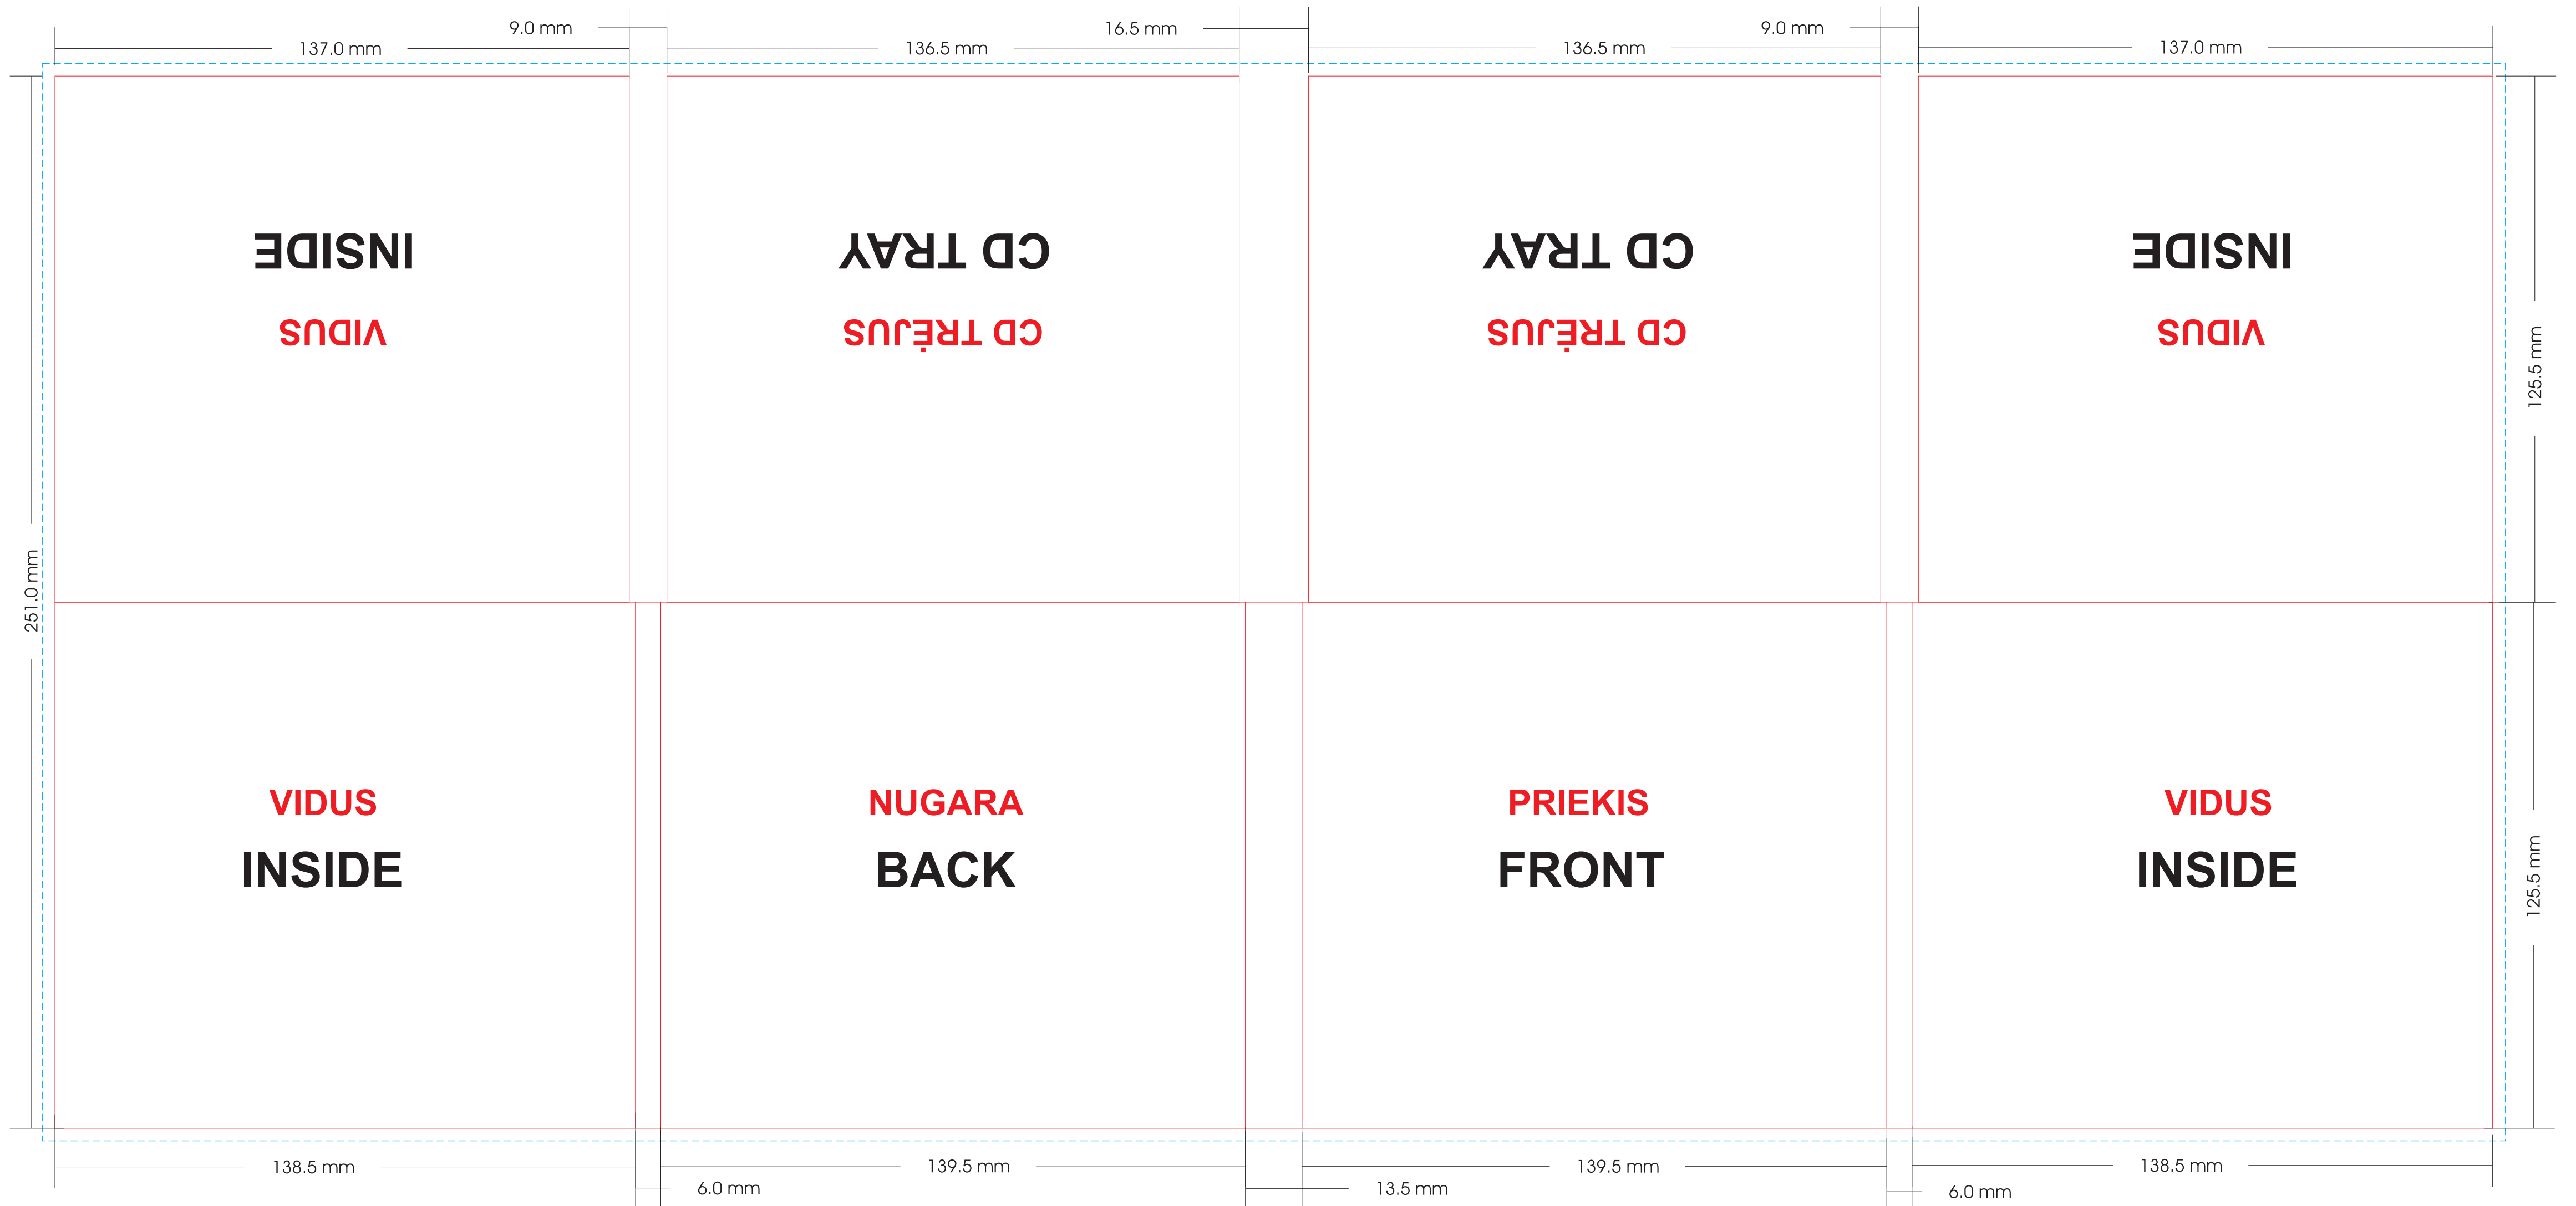 9.0 mm
16.5 mm
9.0 mm
137.0 mm
136.5 mm
136.5 mm
137.0 mm
INSIDE
CD TRAY
CD TRAY
INSIDE
VIDUS
CD TRĖJUS
CD TRĖJUS
VIDUS
125.5 mm
251.0 mm
VIDUS
NUGARA
PRIEKIS
VIDUS
INSIDE
BACK
FRONT
INSIDE
125.5 mm
138.5 mm
139.5 mm
139.5 mm
138.5 mm
6.0 mm
13.5 mm
6.0 mm